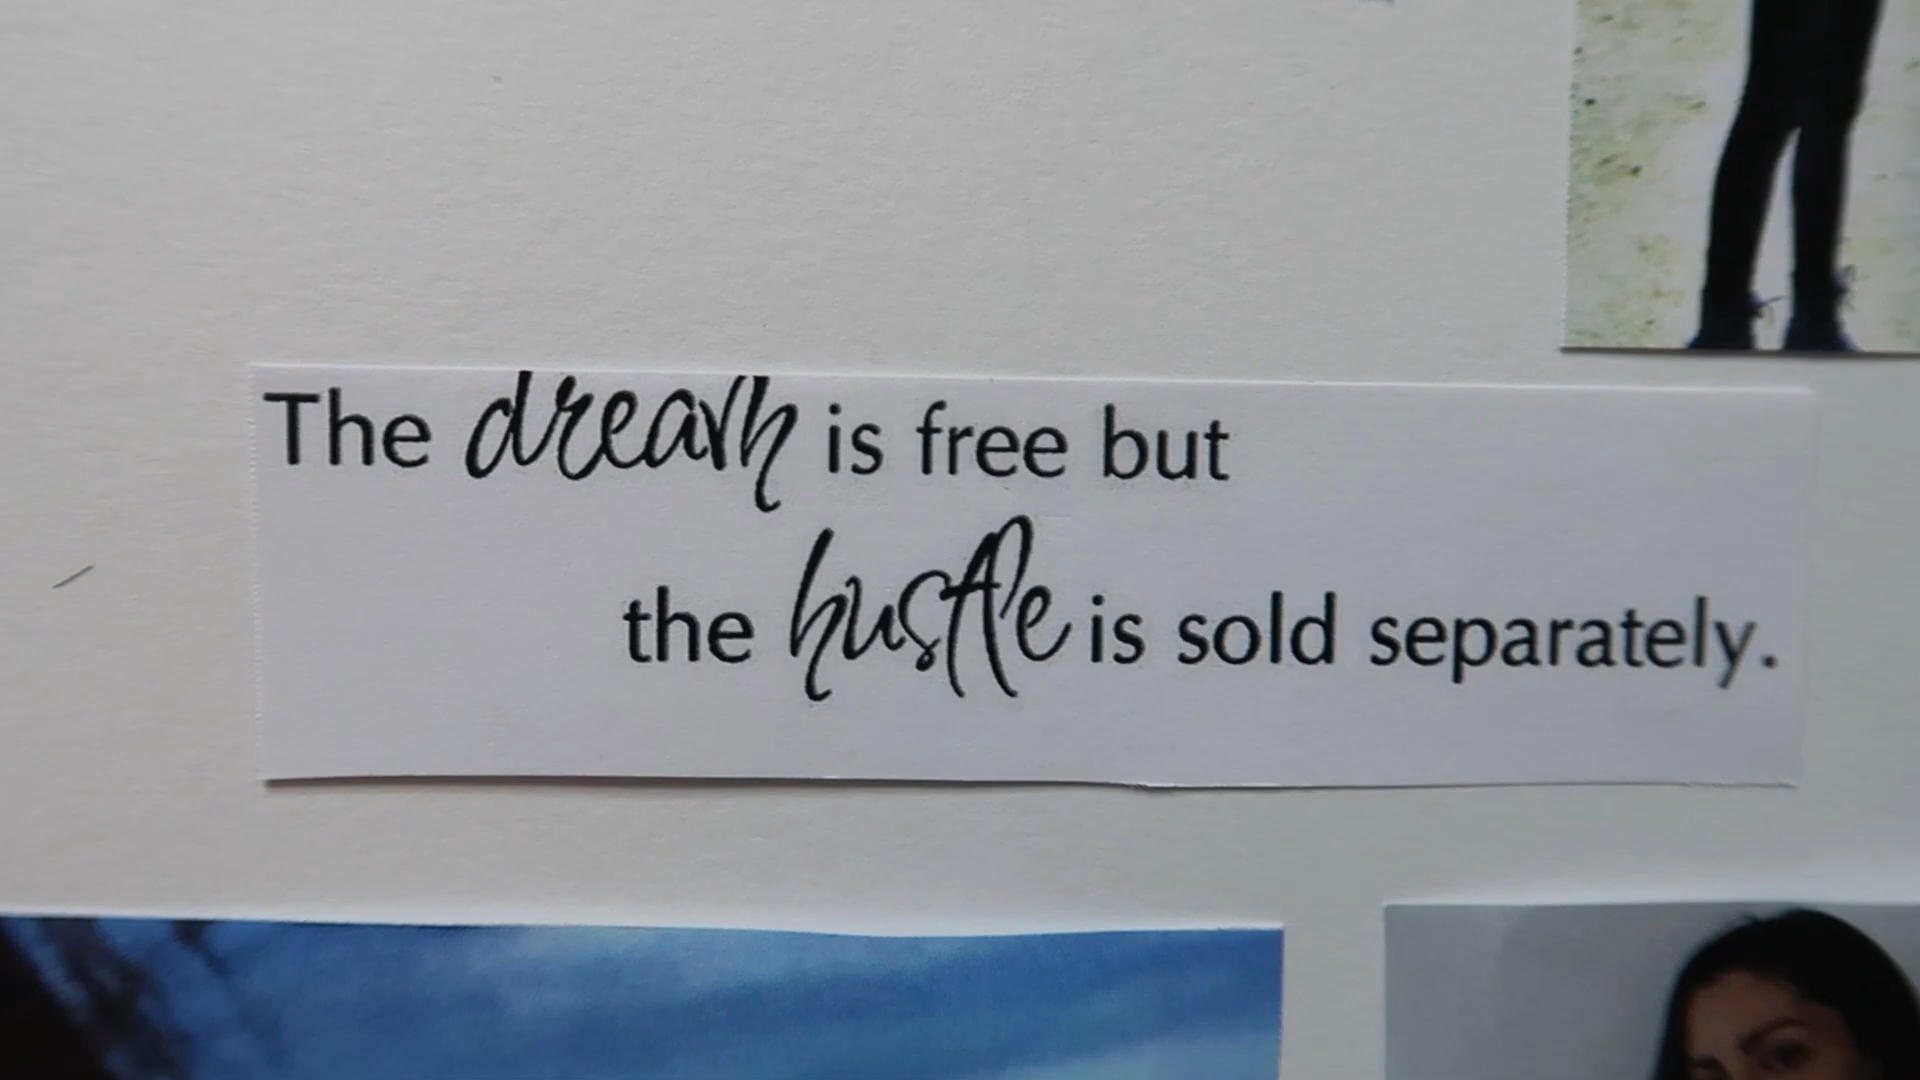 The dream is free but
the hustle is sold separately.